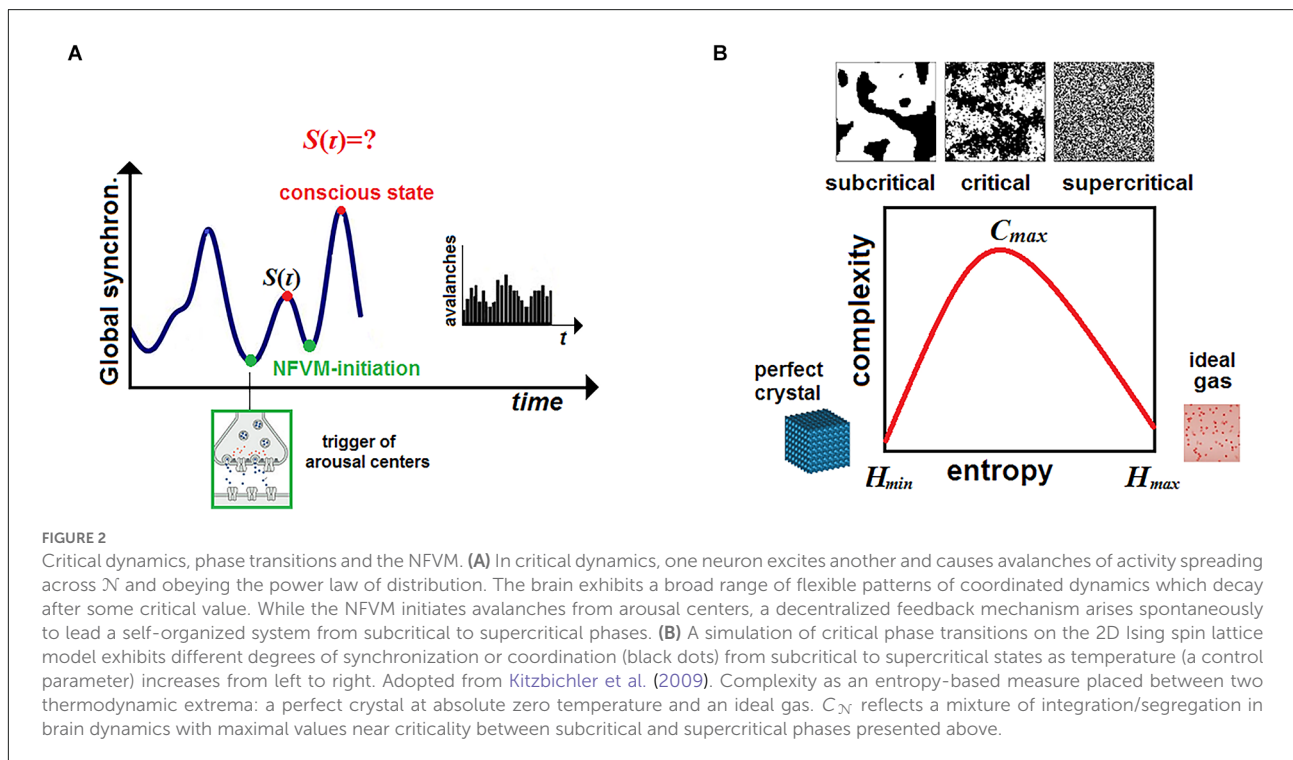 A
S(t)=?
conscious state
Global synchron.
S(t)
NFVM-initiation
time
avalanches
t
trigger of
arousal centers
B
subcritical critical supercritical
C_max
complexity
perfect
crystal
ideal
gas
H_min
entropy
H_max
FIGURE 2
Critical dynamics, phase transitions and the NFVM. (A) In critical dynamics, one neuron excites another and causes avalanches of activity spreading
across 𝒩 and obeying the power law of distribution. The brain exhibits a broad range of flexible patterns of coordinated dynamics which decay
after some critical value. While the NFVM initiates avalanches from arousal centers, a decentralized feedback mechanism arises spontaneously
to lead a self-organized system from subcritical to supercritical phases. (B) A simulation of critical phase transitions on the 2D Ising spin lattice
model exhibits different degrees of synchronization or coordination (black dots) from subcritical to supercritical states as temperature (a control
parameter) increases from left to right. Adopted from Kitzbichler et al. (2009). Complexity as an entropy-based measure placed between two
thermodynamic extrema: a perfect crystal at absolute zero temperature and an ideal gas. C_𝒩 reflects a mixture of integration/segregation in
brain dynamics with maximal values near criticality between subcritical and supercritical phases presented above.